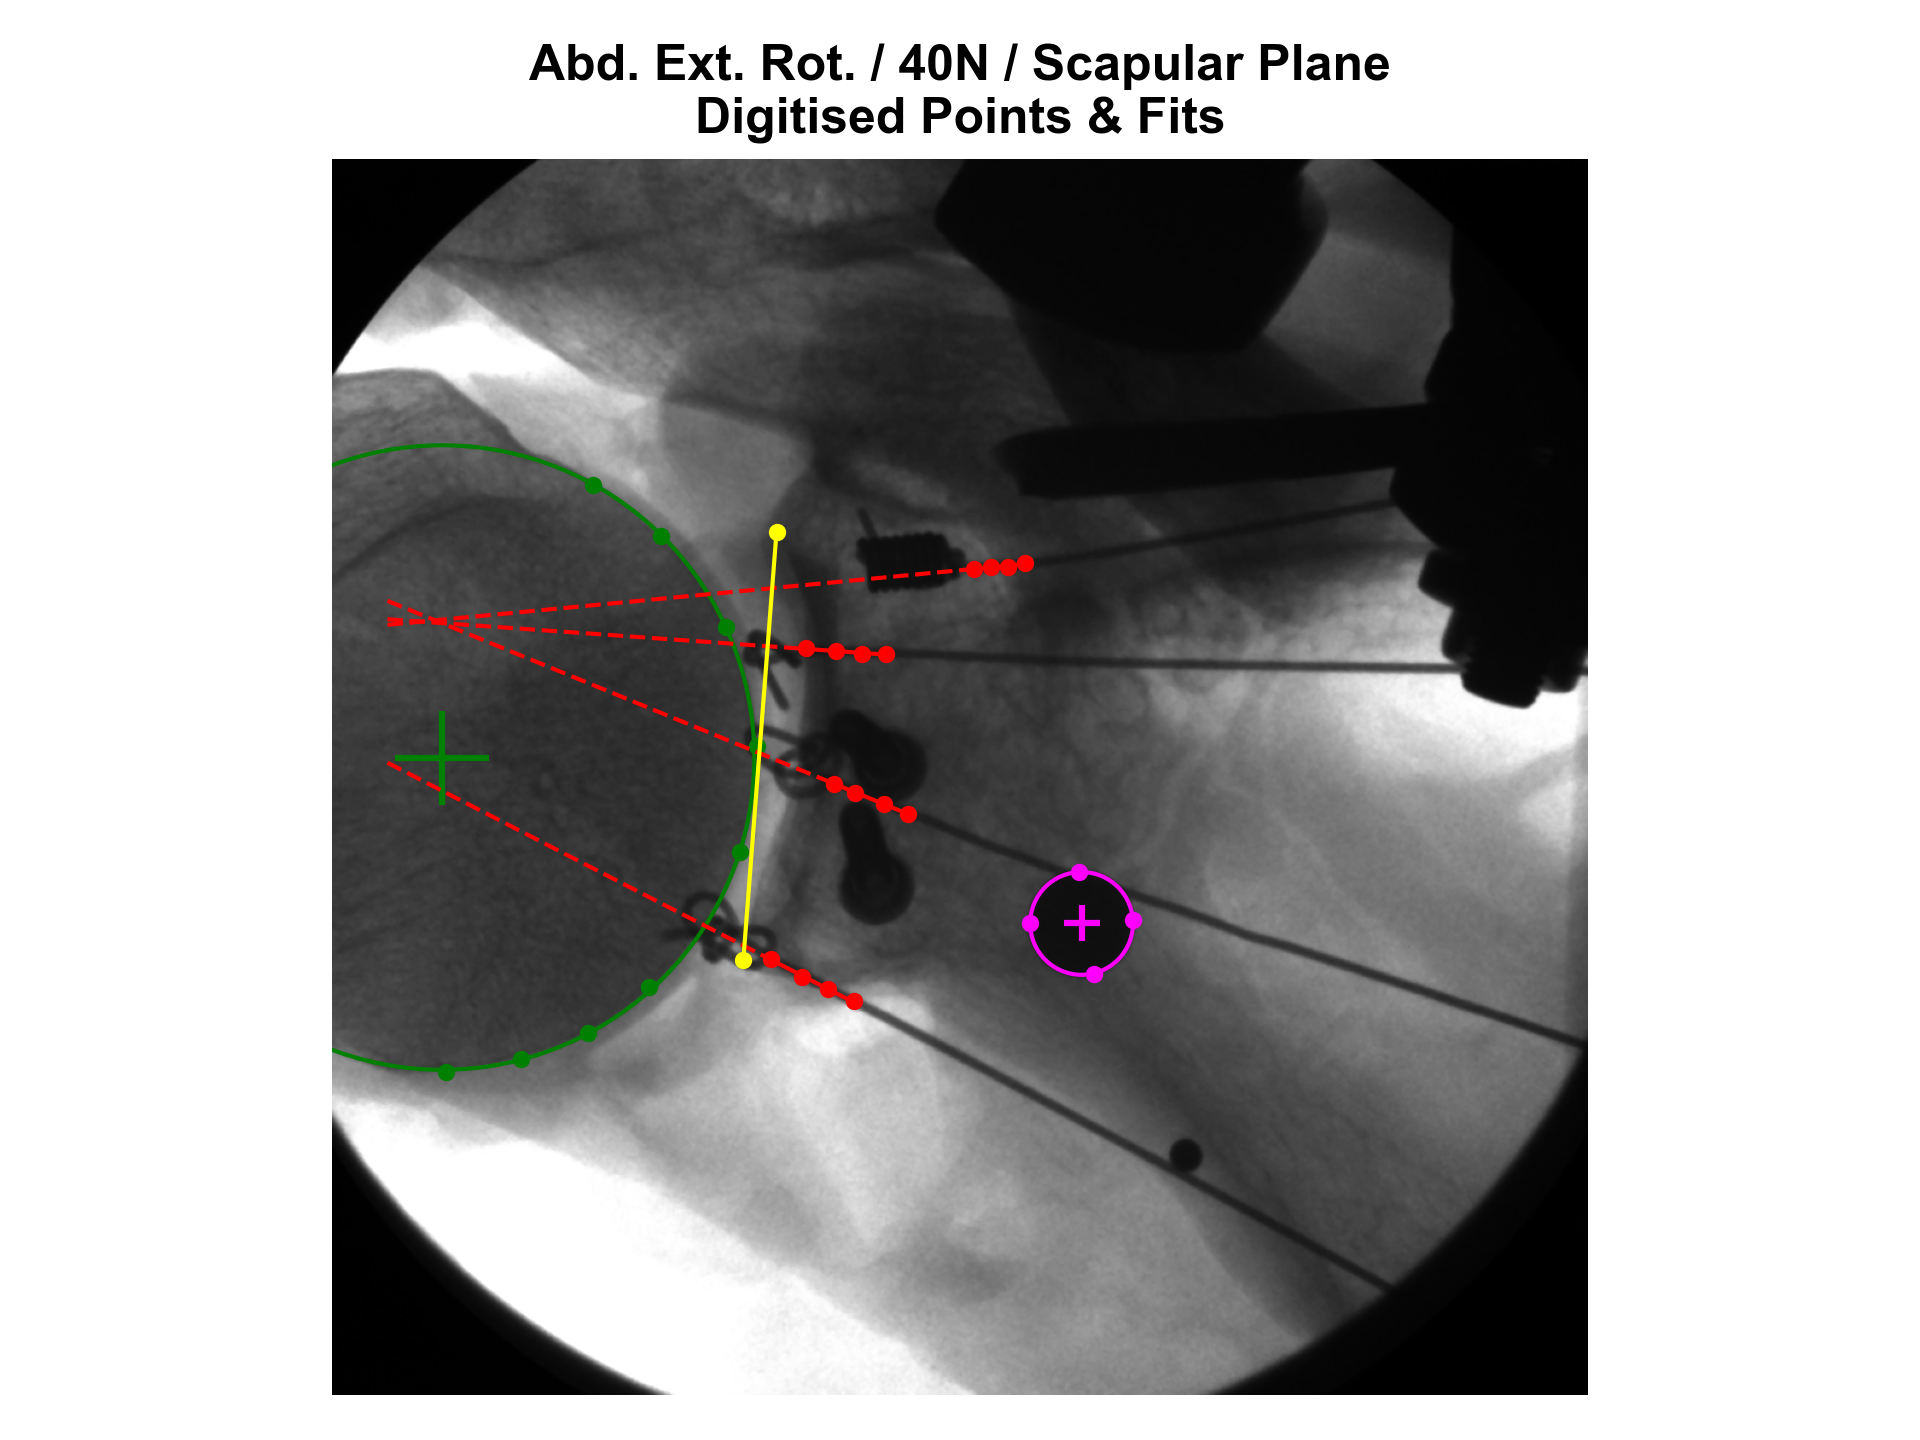 Abd. Ext. Rot. / 40N / Scapular Plane
Digitised Points & Fits